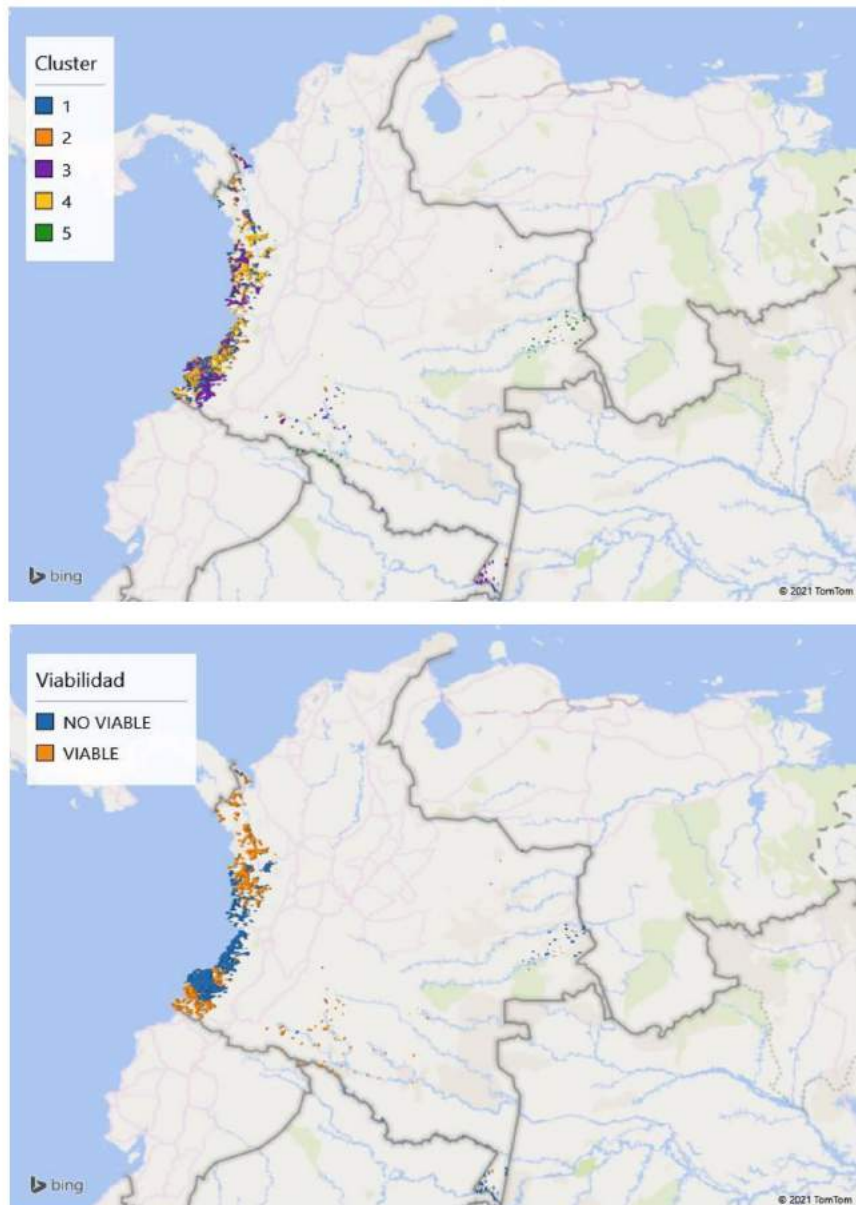 Cluster
1
2
3
4
5
bing
© 2021 TomTom
Viabilidad
NO VIABLE
VIABLE
bing
© 2021 TomTom